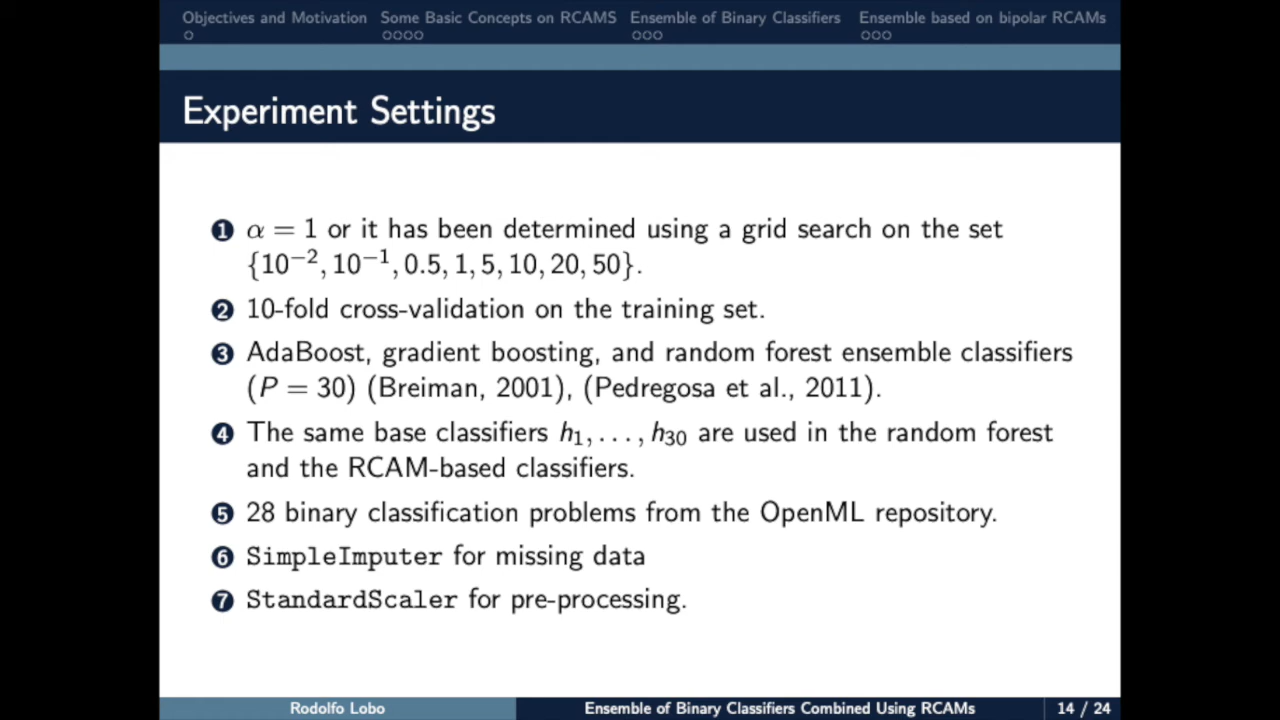 Objectives and Motivation Some Basic Concepts on RCAMS Ensemble of Binary Classifiers Ensemble based on bipolar RCAMs
Experiment Settings
1 α = 1 or it has been determined using a grid search on the set
{10⁻², 10⁻¹, 0.5, 1, 5, 10, 20, 50}.
2 10-fold cross-validation on the training set.
3 AdaBoost, gradient boosting, and random forest ensemble classifiers
(P = 30) (Breiman, 2001), (Pedregosa et al., 2011).
4 The same base classifiers h₁, . . . , h₃₀ are used in the random forest
and the RCAM-based classifiers.
5 28 binary classification problems from the OpenML repository.
6 SimpleImputer for missing data
7 StandardScaler for pre-processing.
Rodolfo Lobo Ensemble of Binary Classifiers Combined Using RCAMs 14 / 24